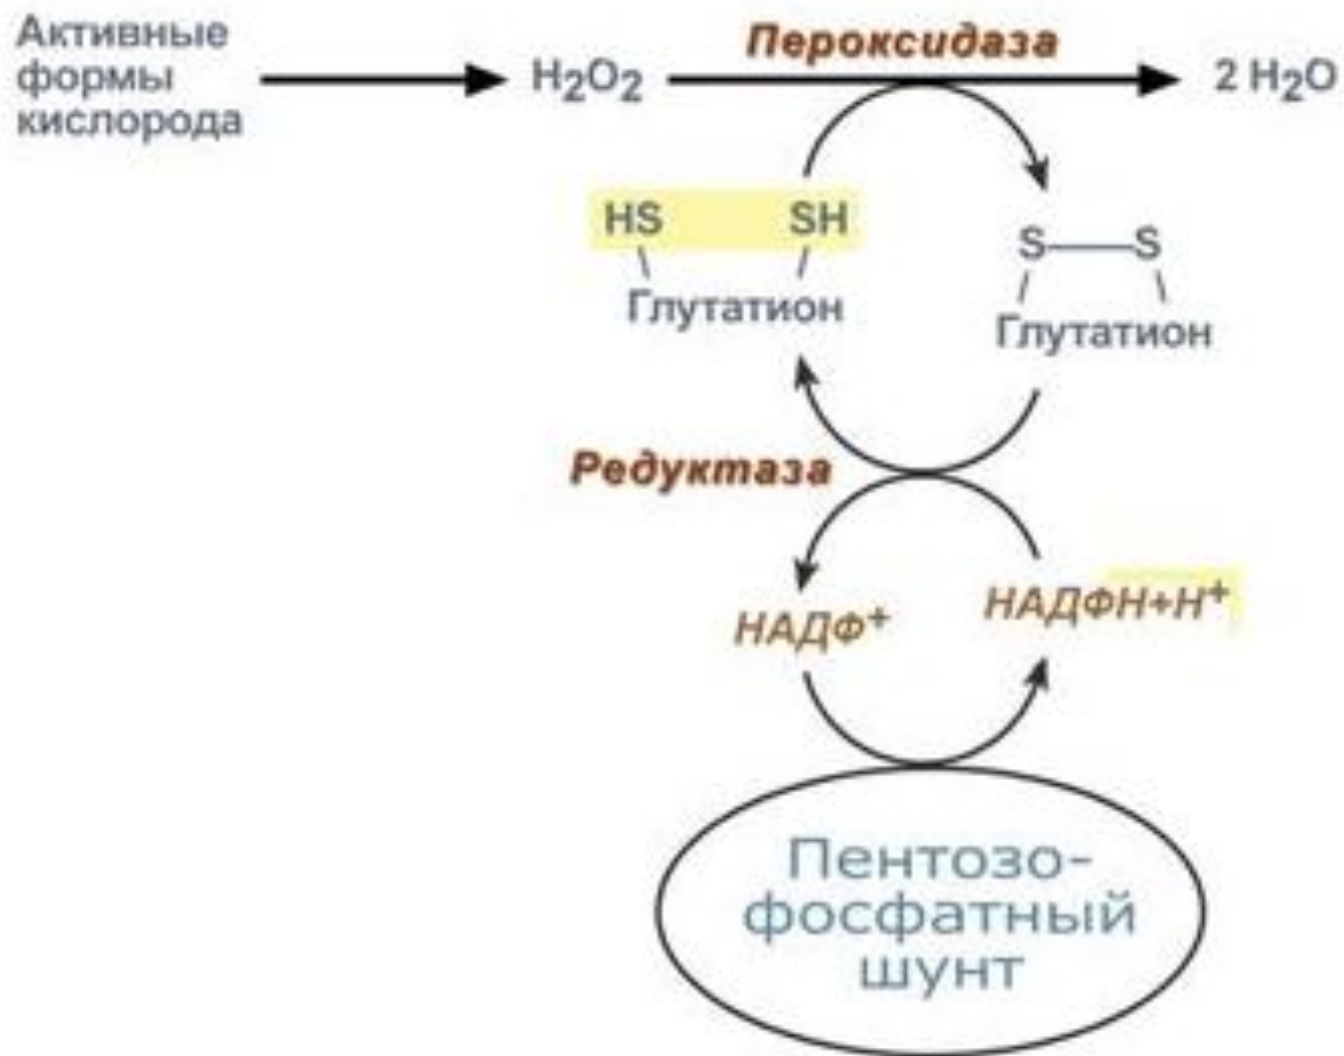 Активные
формы
кислорода
H₂O₂
Пероксидаза
2 H₂O
HS
SH
Глутатион
S
S
Глутатион
Редуктаза
НАДФ⁺
НАДФН+Н⁺
Пентозо-
фосфатный
шунт